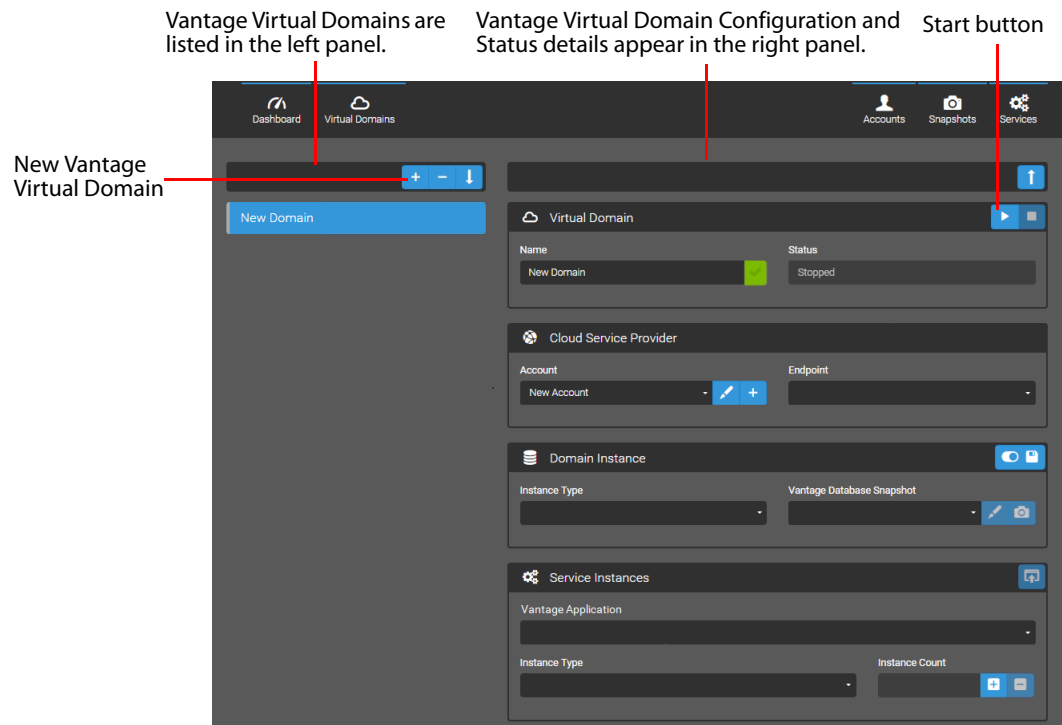 Vantage Virtual Domains are
listed in the left panel.
Vantage Virtual Domain Configuration and
Status details appear in the right panel.
Start button
Dashboard
Virtual Domains
Accounts
Snapshots
Services
New Vantage
Virtual Domain
New Domain
Virtual Domain
Name
Status
New Domain
Stopped
Cloud Service Provider
Account
Endpoint
New Account
Domain Instance
Instance Type
Vantage Database Snapshot
Service Instances
Vantage Application
Instance Type
Instance Count